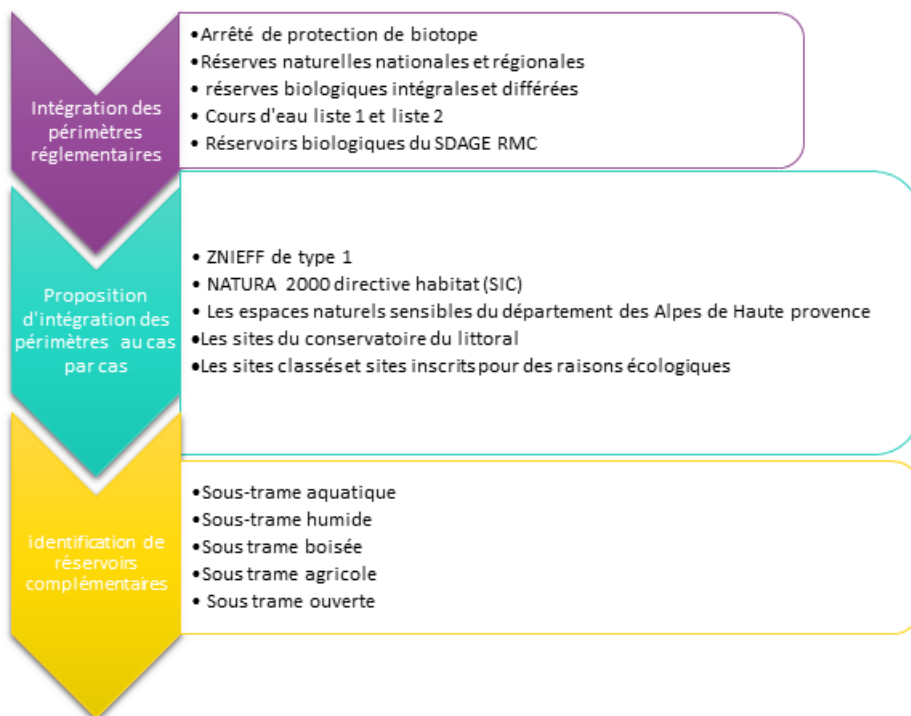 Intégration des
périmètres
réglementaires
•Arrêté de protection de biotope
•Réserves naturelles nationales et régionales
• réserves biologiques intégrales et différées
• Cours d'eau liste 1 et liste 2
• Réservoirs biologiques du SDAGE RMC
Proposition
d'intégration des
périmètres au cas
par cas
• ZNIEFF de type 1
• NATURA 2000 directive habitat (SIC)
• Les espaces naturels sensibles du département des Alpes de Haute provence
•Les sites du conservatoire du littoral
•Les sites classés et sites inscrits pour des raisons écologiques
identification de
réservoirs
complémentaires
•Sous-trame aquatique
•Sous-trame humide
•Sous trame boisée
•Sous trame agricole
• Sous trame ouverte